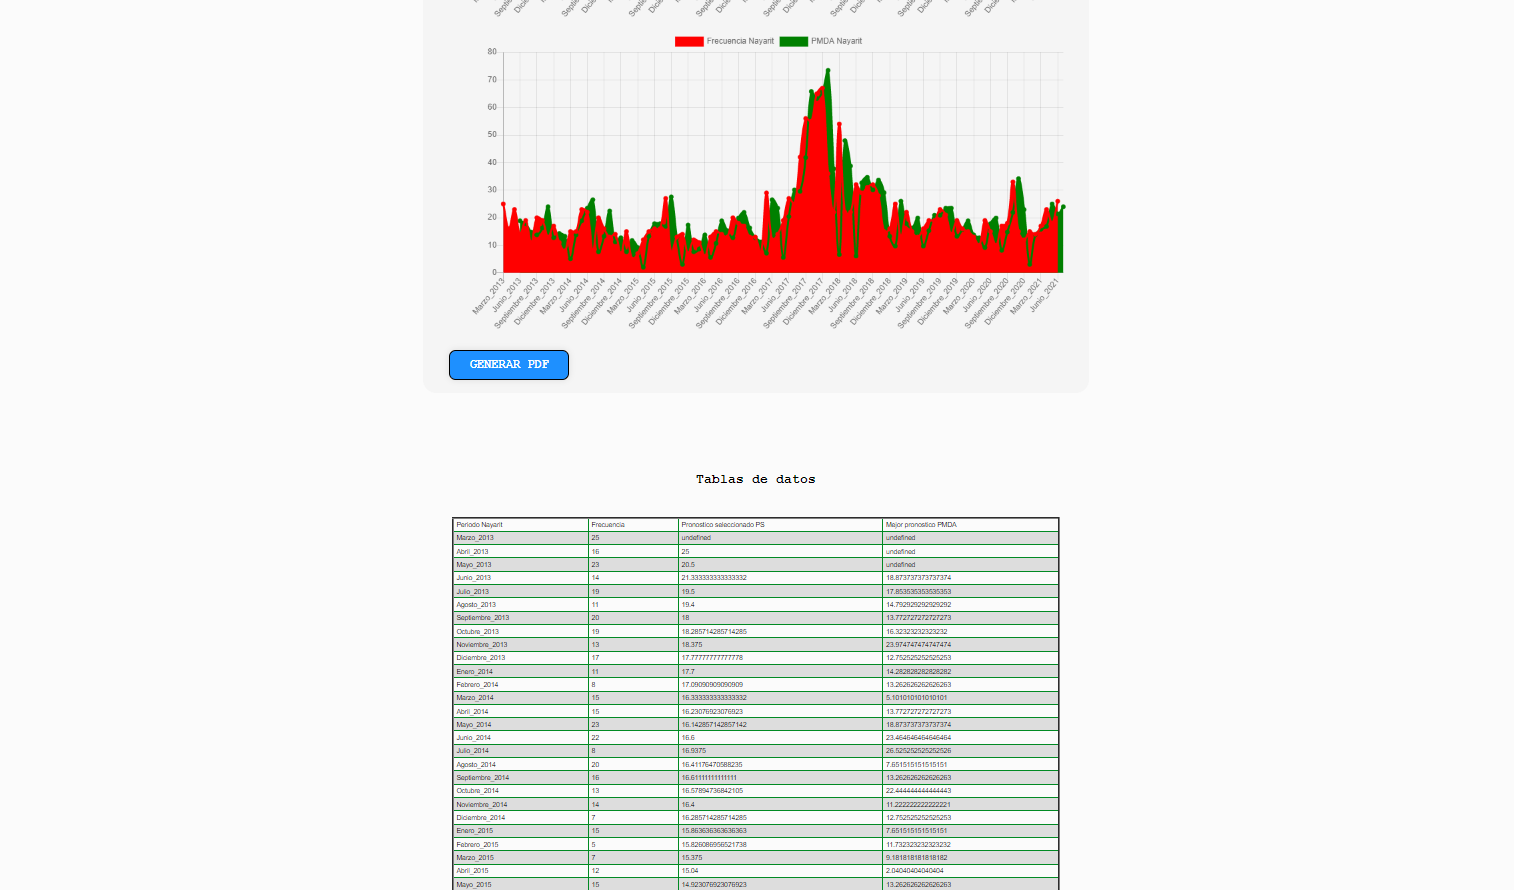 Frecuencia Nayarit PMDA Nayarit
80
70
60
50
40
30
20
10
0
Marzo_2013 Junio_2013 Septiembre_2013 Diciembre_2013 Marzo_2014 Junio_2014 Septiembre_2014 Diciembre_2014 Marzo_2015 Junio_2015 Septiembre_2015 Diciembre_2015 Marzo_2016 Junio_2016 Septiembre_2016 Diciembre_2016 Marzo_2017 Junio_2017 Septiembre_2017 Diciembre_2017 Marzo_2018 Junio_2018 Septiembre_2018 Diciembre_2018 Marzo_2019 Junio_2019 Septiembre_2019 Diciembre_2019 Marzo_2020 Junio_2020 Septiembre_2020 Diciembre_2020 Marzo_2021 Junio_2021
GENERAR PDF
Tablas de datos
Periodo Nayarit Frecuencia Pronostico seleccionado PS Mejor pronostico PMDA
Marzo_2013 25 undefined undefined
Abril_2013 16 25 undefined
Mayo_2013 23 20.5 undefined
Junio_2013 14 21.333333333333332 18.873737373737374
Julio_2013 19 19.5 17.853535353535353
Agosto_2013 11 19.4 14.792929292929292
Septiembre_2013 20 18 13.772727272727273
Octubre_2013 19 18.285714285714285 16.32323232323232
Noviembre_2013 13 18.375 23.974747474747474
Diciembre_2013 17 17.77777777777778 12.752525252525253
Enero_2014 11 17.7 14.282828282828282
Febrero_2014 8 17.09090909090909 13.262626262626263
Marzo_2014 15 16.333333333333332 5.101010101010101
Abril_2014 15 16.23076923076923 13.772727272727273
Mayo_2014 23 16.142857142857142 18.873737373737374
Junio_2014 22 16.6 23.464646464646464
Julio_2014 8 16.9375 26.525252525252526
Agosto_2014 20 16.41176470588235 7.651515151515151
Septiembre_2014 16 16.61111111111111 13.262626262626263
Octubre_2014 13 16.57894736842105 22.444444444444443
Noviembre_2014 14 16.4 11.222222222222221
Diciembre_2014 7 16.285714285714285 12.752525252525253
Enero_2015 15 15.863636363636363 7.651515151515151
Febrero_2015 5 15.826086956521738 11.732323232323232
Marzo_2015 7 15.375 9.181818181818182
Abril_2015 12 15.04 2.04040404040404
Mayo_2015 15 14.923076923076923 13.262626262626263